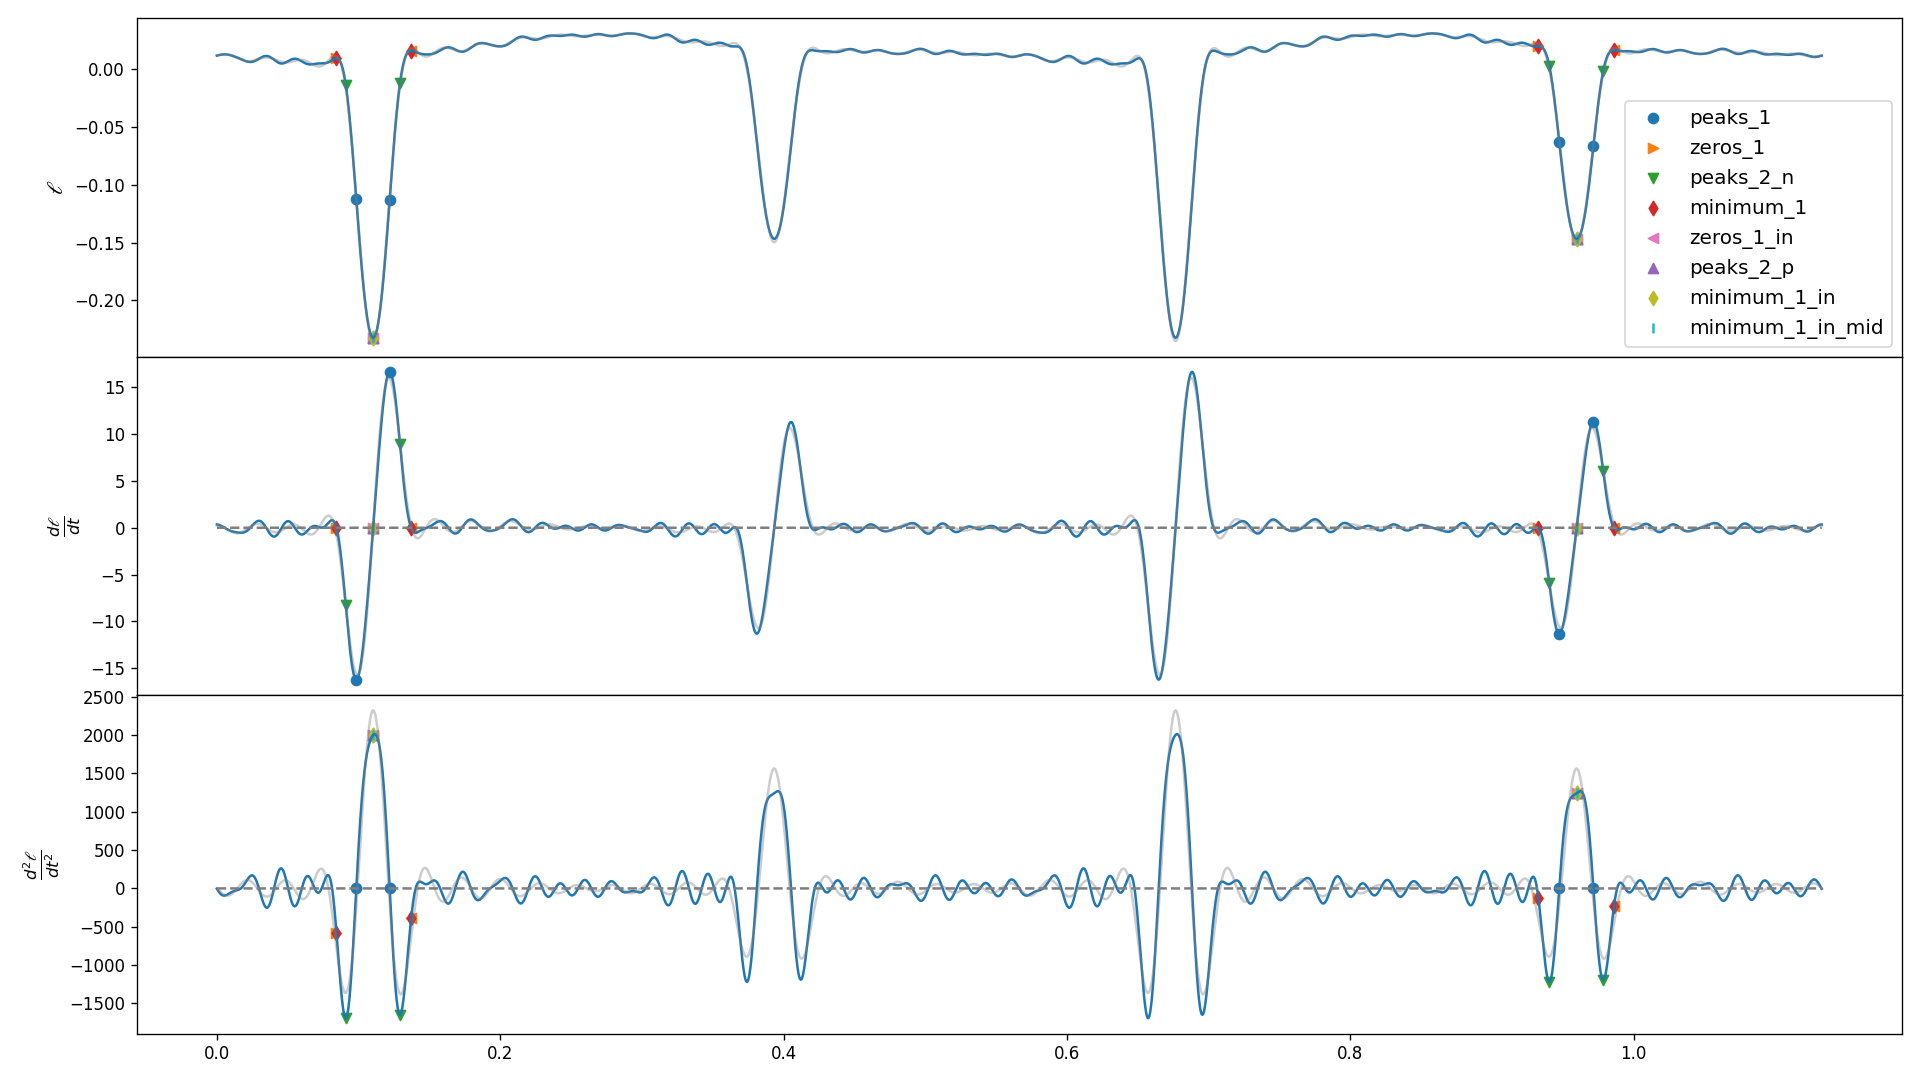 0.00
−0.05
−0.10
−0.15
−0.20
ℓ
peaks_1
zeros_1
peaks_2_n
minimum_1
zeros_1_in
peaks_2_p
minimum_1_in
minimum_1_in_mid
15
10
5
0
−5
−10
−15
dℓ
dt
2500
2000
1500
1000
500
0
−500
−1000
−1500
d²ℓ
dt²
0.0 0.2 0.4 0.6 0.8 1.0